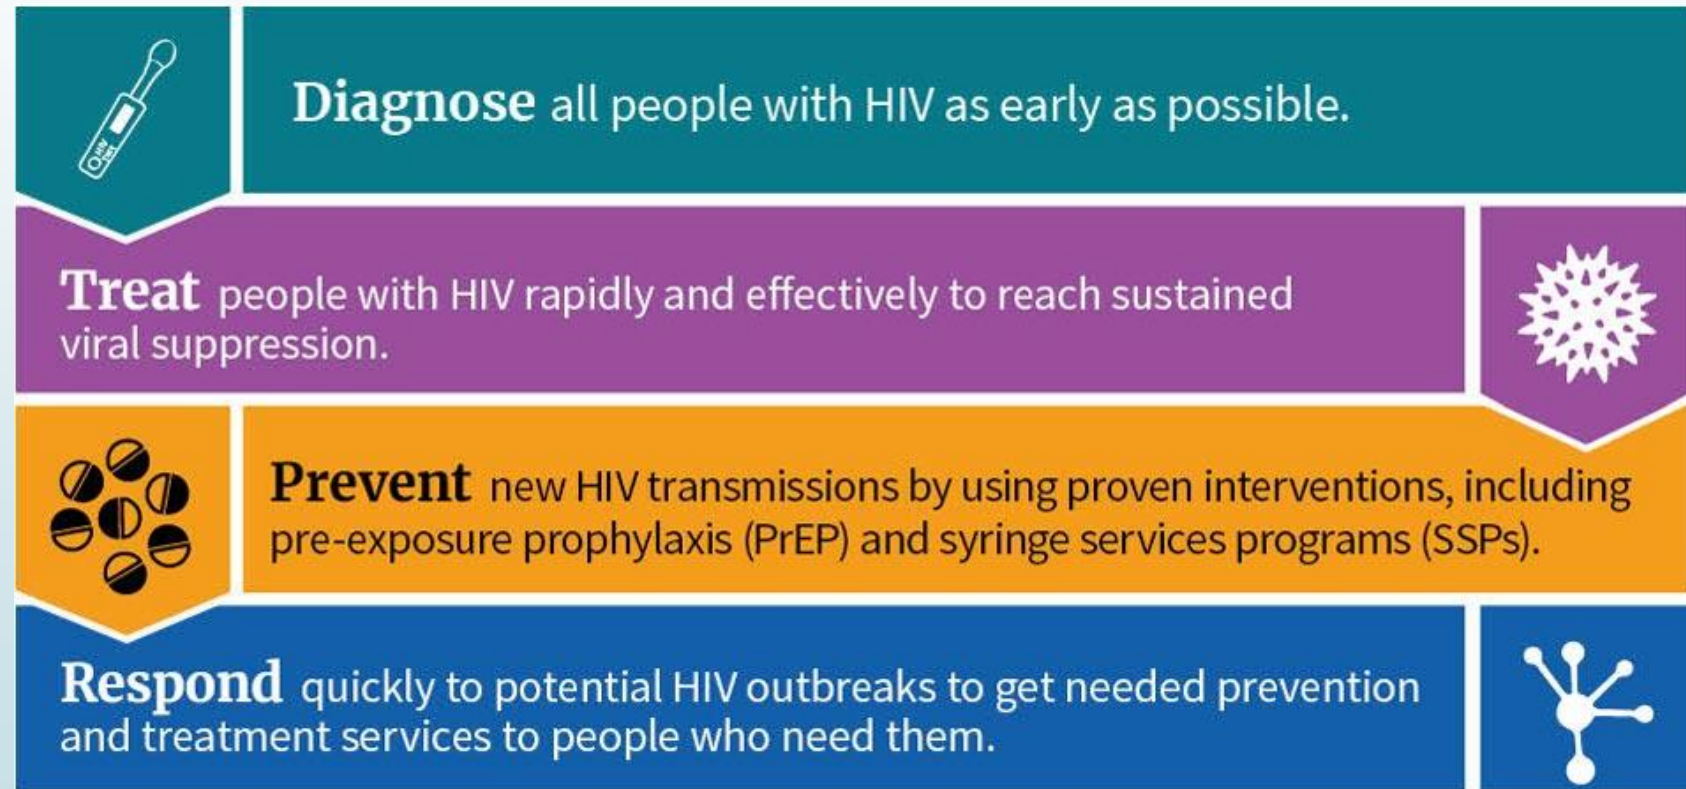 HIV TEST
Diagnose all people with HIV as early as possible.
Treat people with HIV rapidly and effectively to reach sustained
viral suppression.
Prevent new HIV transmissions by using proven interventions, including
pre-exposure prophylaxis (PrEP) and syringe services programs (SSPs).
Respond quickly to potential HIV outbreaks to get needed prevention
and treatment services to people who need them.